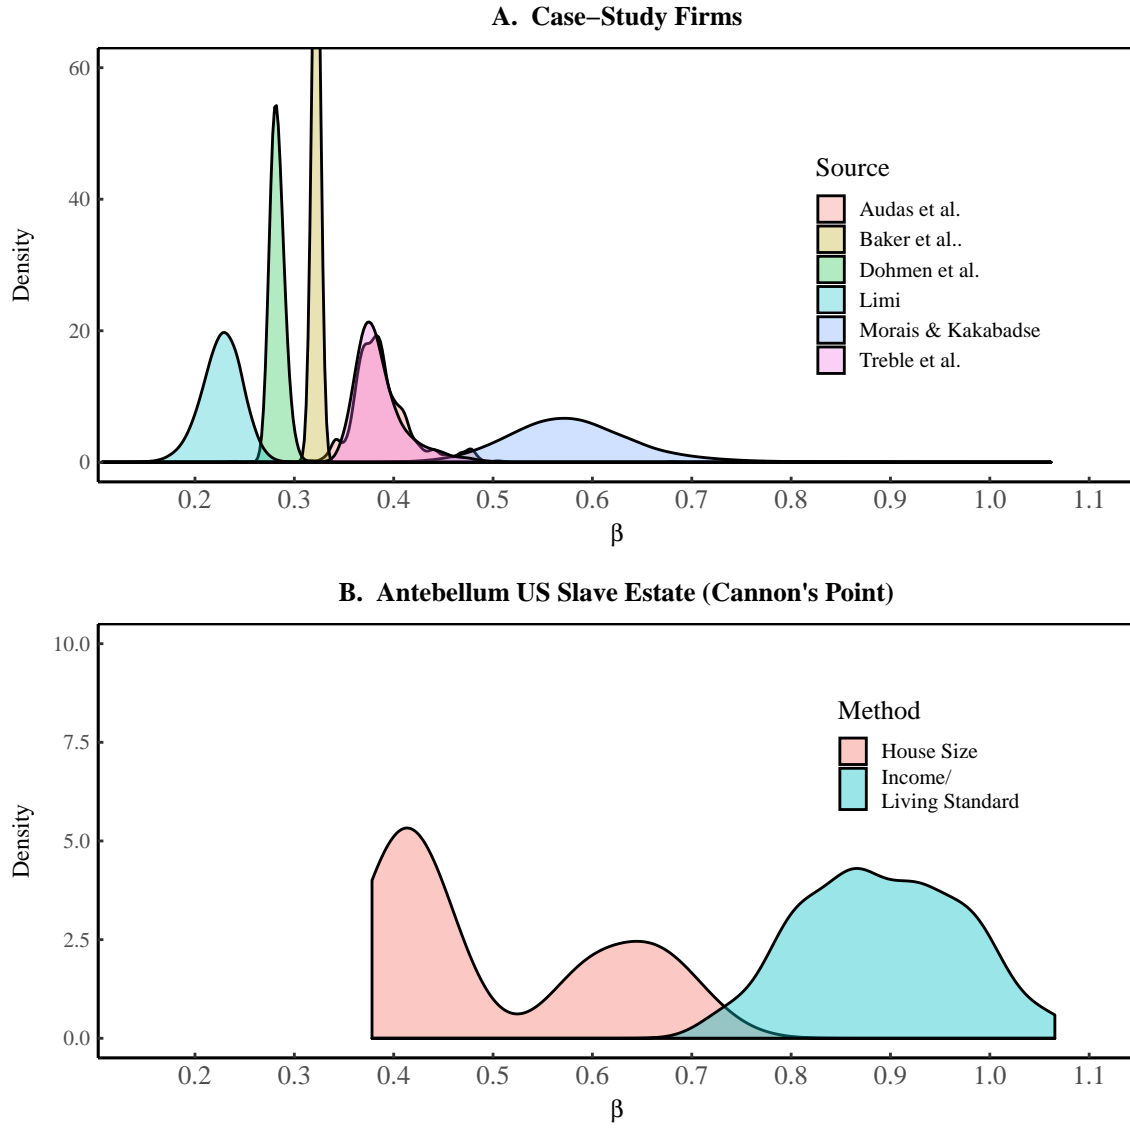 A. Case–Study Firms
60
40
20
0
Density
Source
Audas et al.
Baker et al..
Dohmen et al.
Limi
Morais & Kakabadse
Treble et al.
0.2 0.3 0.4 0.5 0.6 0.7 0.8 0.9 1.0 1.1
β
B. Antebellum US Slave Estate (Cannon's Point)
10.0
7.5
5.0
2.5
0.0
Density
Method
House Size
Income/
Living Standard
0.2 0.3 0.4 0.5 0.6 0.7 0.8 0.9 1.0 1.1
β